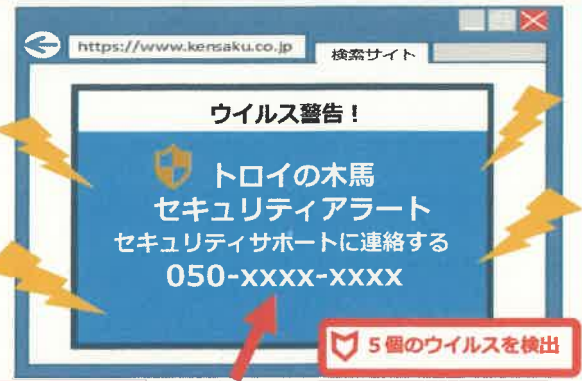 https://www.kensaku.co.jp
検索サイト
ウイルス警告！
トロイの木馬
セキュリティアラート
セキュリティサポートに連絡する
050-xxxx-xxxx
5個のウイルスを検出